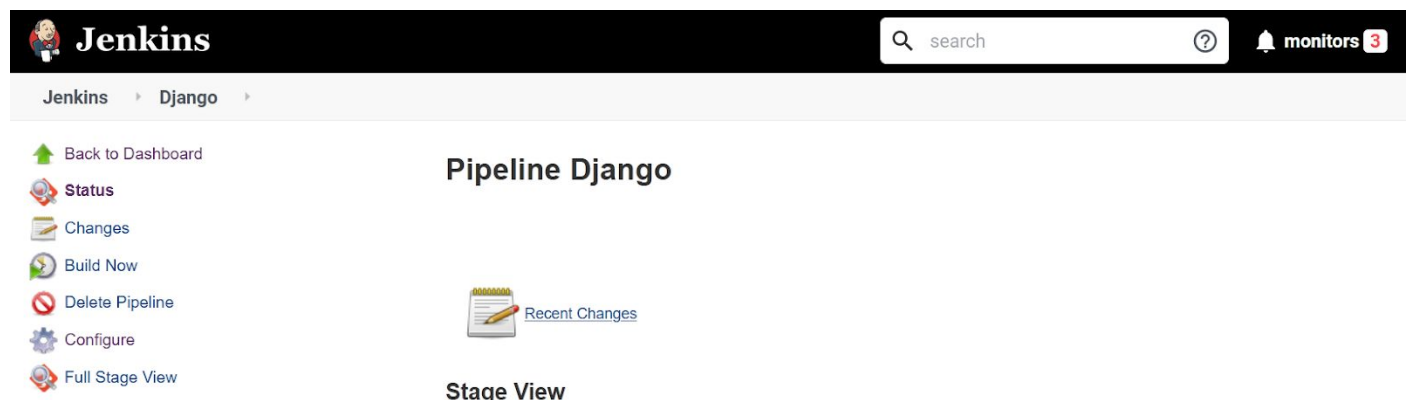 Jenkins
search
monitors 3
Jenkins Django
Back to Dashboard
Status
Changes
Build Now
Delete Pipeline
Configure
Full Stage View
Pipeline Django
Recent Changes
Stage View